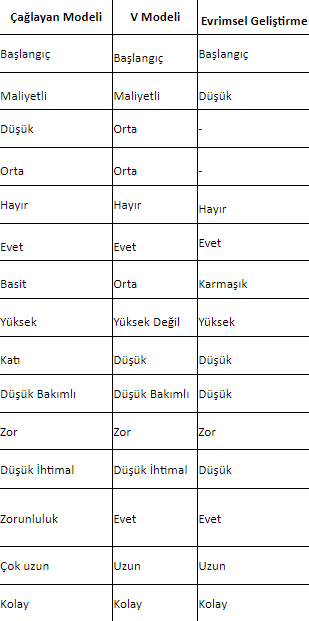 Çağlayan Modeli V Modeli Evrimsel Geliştirme
Başlangıç Başlangıç Başlangıç
Maliyetli Maliyetli Düşük
Düşük Orta -
Orta Orta -
Hayır Hayır Hayır
Evet Evet Evet
Basit Orta Karmaşık
Yüksek Yüksek Değil Yüksek
Katı Düşük Düşük
Düşük Bakımlı Düşük Bakımlı Düşük
Zor Zor Zor
Düşük İhtimal Düşük İhtimal Düşük
Zorunluluk Evet Evet
Çok uzun Uzun Uzun
Kolay Kolay Kolay